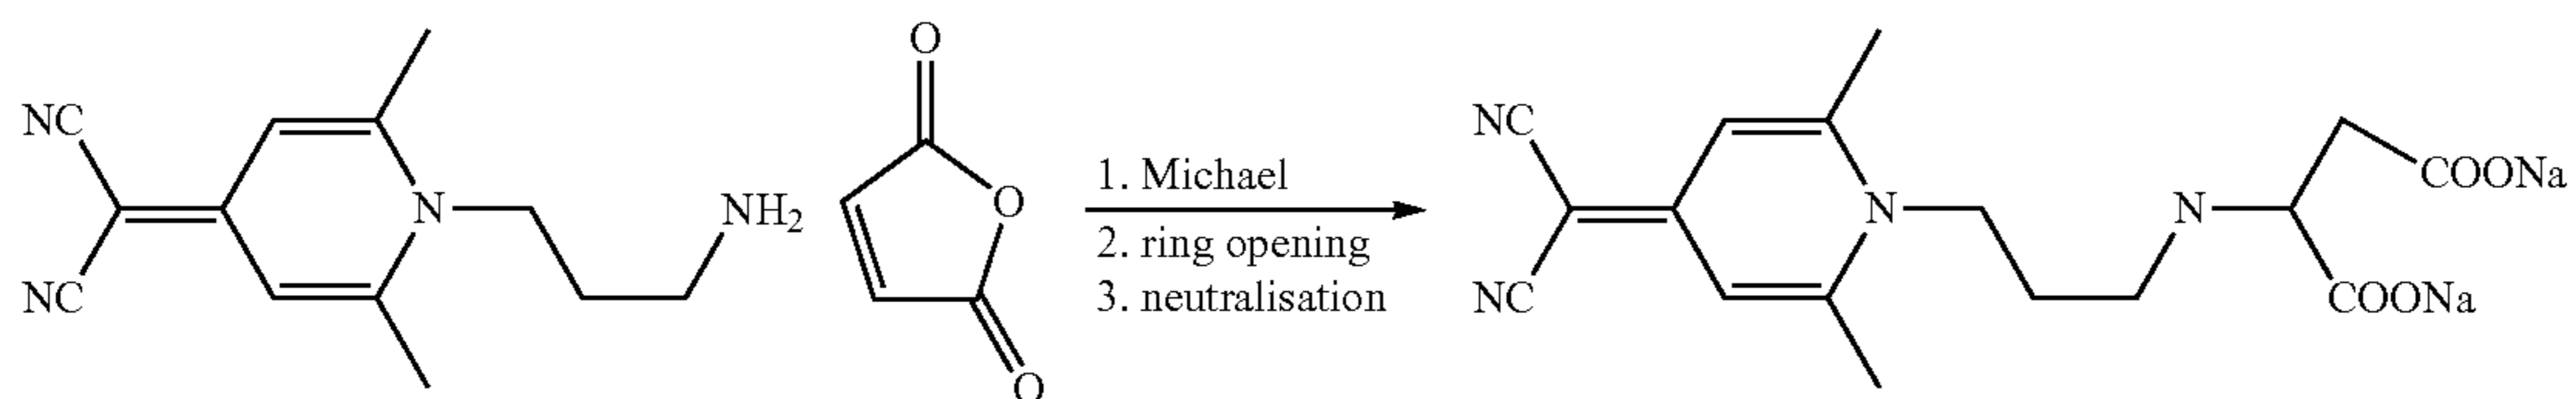 NC
NC
N
NH2
O
O
O
1. Michael
2. ring opening
3. neutralisation
NC
NC
N
N
COONa
COONa